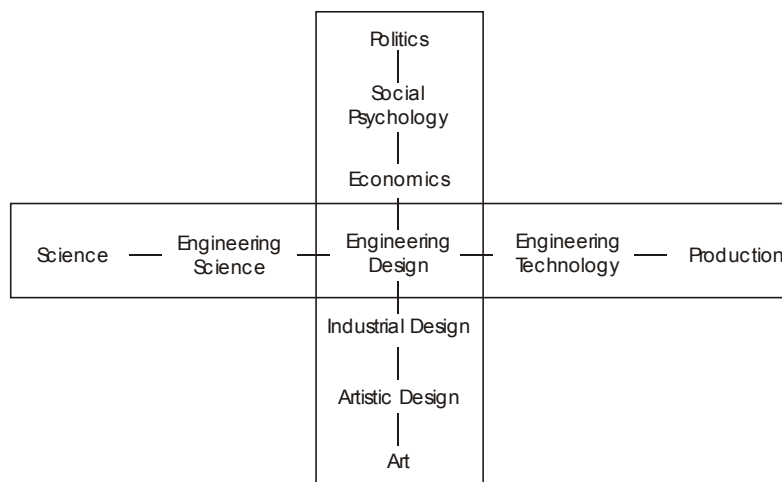 Politics
Social
Psychology
Economics
Science
Engineering
Science
Engineering
Design
Engineering
Technology
Production
Industrial Design
Artistic Design
Art